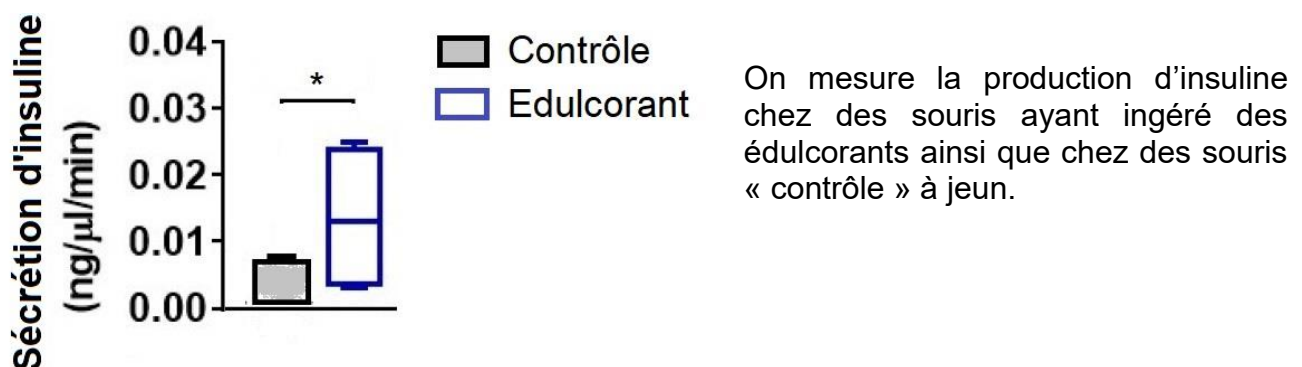 Sécrétion d'insuline
(ng/µl/min)
0.04
0.03
0.02
0.01
0.00
*
Contrôle
Edulcorant
On mesure la production d’insuline
chez des souris ayant ingéré des
édulcorants ainsi que chez des souris
« contrôle » à jeun.